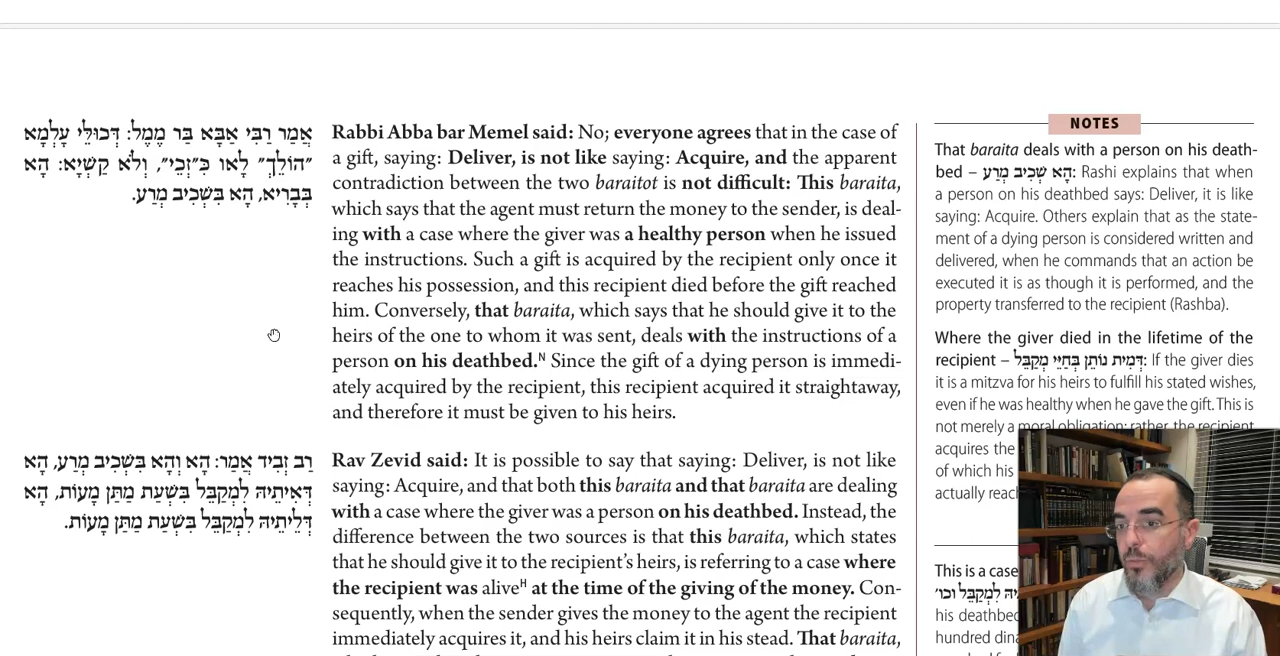 אֲמַר רַבִּי אַבָּא בַּר מֶמֶל: דְּכוּלֵּי עָלְמָא
״הוֹלֵךְ״ לָאו כִּ״זְכִי״, וְלֹא קַשְׁיָא: הָא
בְּבָרִיא, הָא בִּשְׁכִיב מְרַע.
Rabbi Abba bar Memel said: No; everyone agrees that in the case of
a gift, saying: Deliver, is not like saying: Acquire, and the apparent
contradiction between the two baraitot is not difficult: This baraita,
which says that the agent must return the money to the sender, is deal-
ing with a case where the giver was a healthy person when he issued
the instructions. Such a gift is acquired by the recipient only once it
reaches his possession, and this recipient died before the gift reached
him. Conversely, that baraita, which says that he should give it to the
heirs of the one to whom it was sent, deals with the instructions of a
person on his deathbed.N Since the gift of a dying person is immedi-
ately acquired by the recipient, this recipient acquired it straightaway,
and therefore it must be given to his heirs.
רַב זְבִיד אֲמַר: הָא וְהָא בִּשְׁכִיב מְרַע, הָא
דְּאִיתֵיהּ לִמְקַבֵּל בִּשְׁעַת מַתַּן מָעוֹת, הָא
דְּלֵיתֵיהּ לִמְקַבֵּל בִּשְׁעַת מַתַּן מָעוֹת.
Rav Zevid said: It is possible to say that saying: Deliver, is not like
saying: Acquire, and that both this baraita and that baraita are dealing
with a case where the giver was a person on his deathbed. Instead, the
difference between the two sources is that this baraita, which states
that he should give it to the recipient's heirs, is referring to a case where
the recipient was aliveH at the time of the giving of the money. Con-
sequently, when the sender gives the money to the agent the recipient
immediately acquires it, and his heirs claim it in his stead. That baraita,
NOTES
That baraita deals with a person on his death-
bed – הָא שְׁכִיב מְרַע: Rashi explains that when
a person on his deathbed says: Deliver, it is like
saying: Acquire. Others explain that as the state-
ment of a dying person is considered written and
delivered, when he commands that an action be
executed it is as though it is performed, and the
property transferred to the recipient (Rashba).
Where the giver died in the lifetime of the
recipient – דְּמִית נוֹתֵן בְּחַיֵּי מְקַבֵּל: If the giver dies
it is a mitzva for his heirs to fulfill his stated wishes,
even if he was healthy when he gave the gift. This is
not merely a moral obligation; rather, the recipient
acquires the
of which his
actually
This is a case
לִמְקַבֵּל וכו׳
his deathbed
hundred